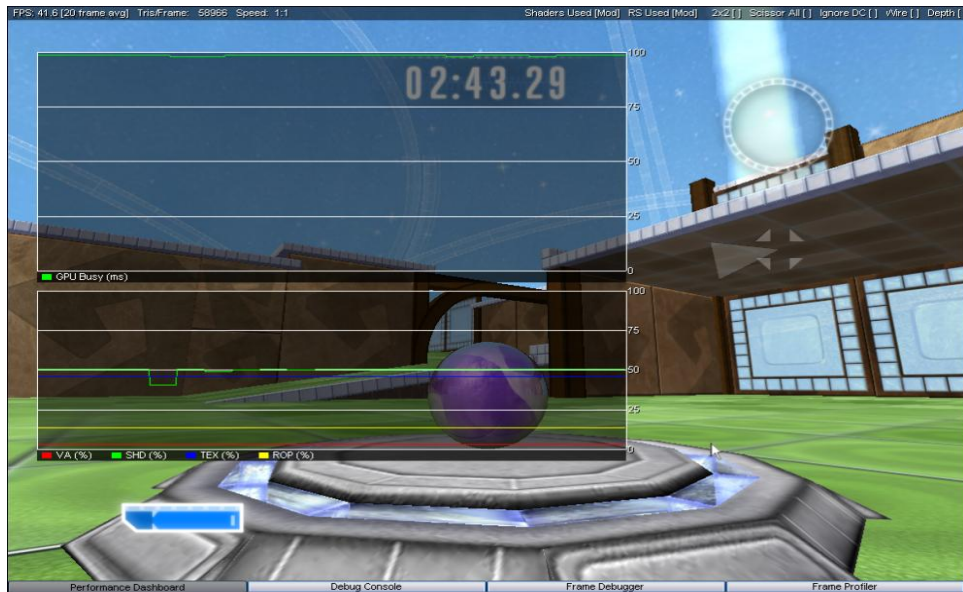 FPS: 41.6 [20 frame avg] Tris/Frame: 58966 Speed: 1:1 Shaders Used [Mod] RS Used [Mod] 2x2 [ ] Scissor All [ ] Ignore DC [ ] Wire [ ] Depth [
100
02:43.29
75
50
25
0
GPU Busy (ms)
100
75
50
25
0
VA (%) SHD (%) TEX (%) ROP (%)
Performance Dashboard Debug Console Frame Debugger Frame Profiler